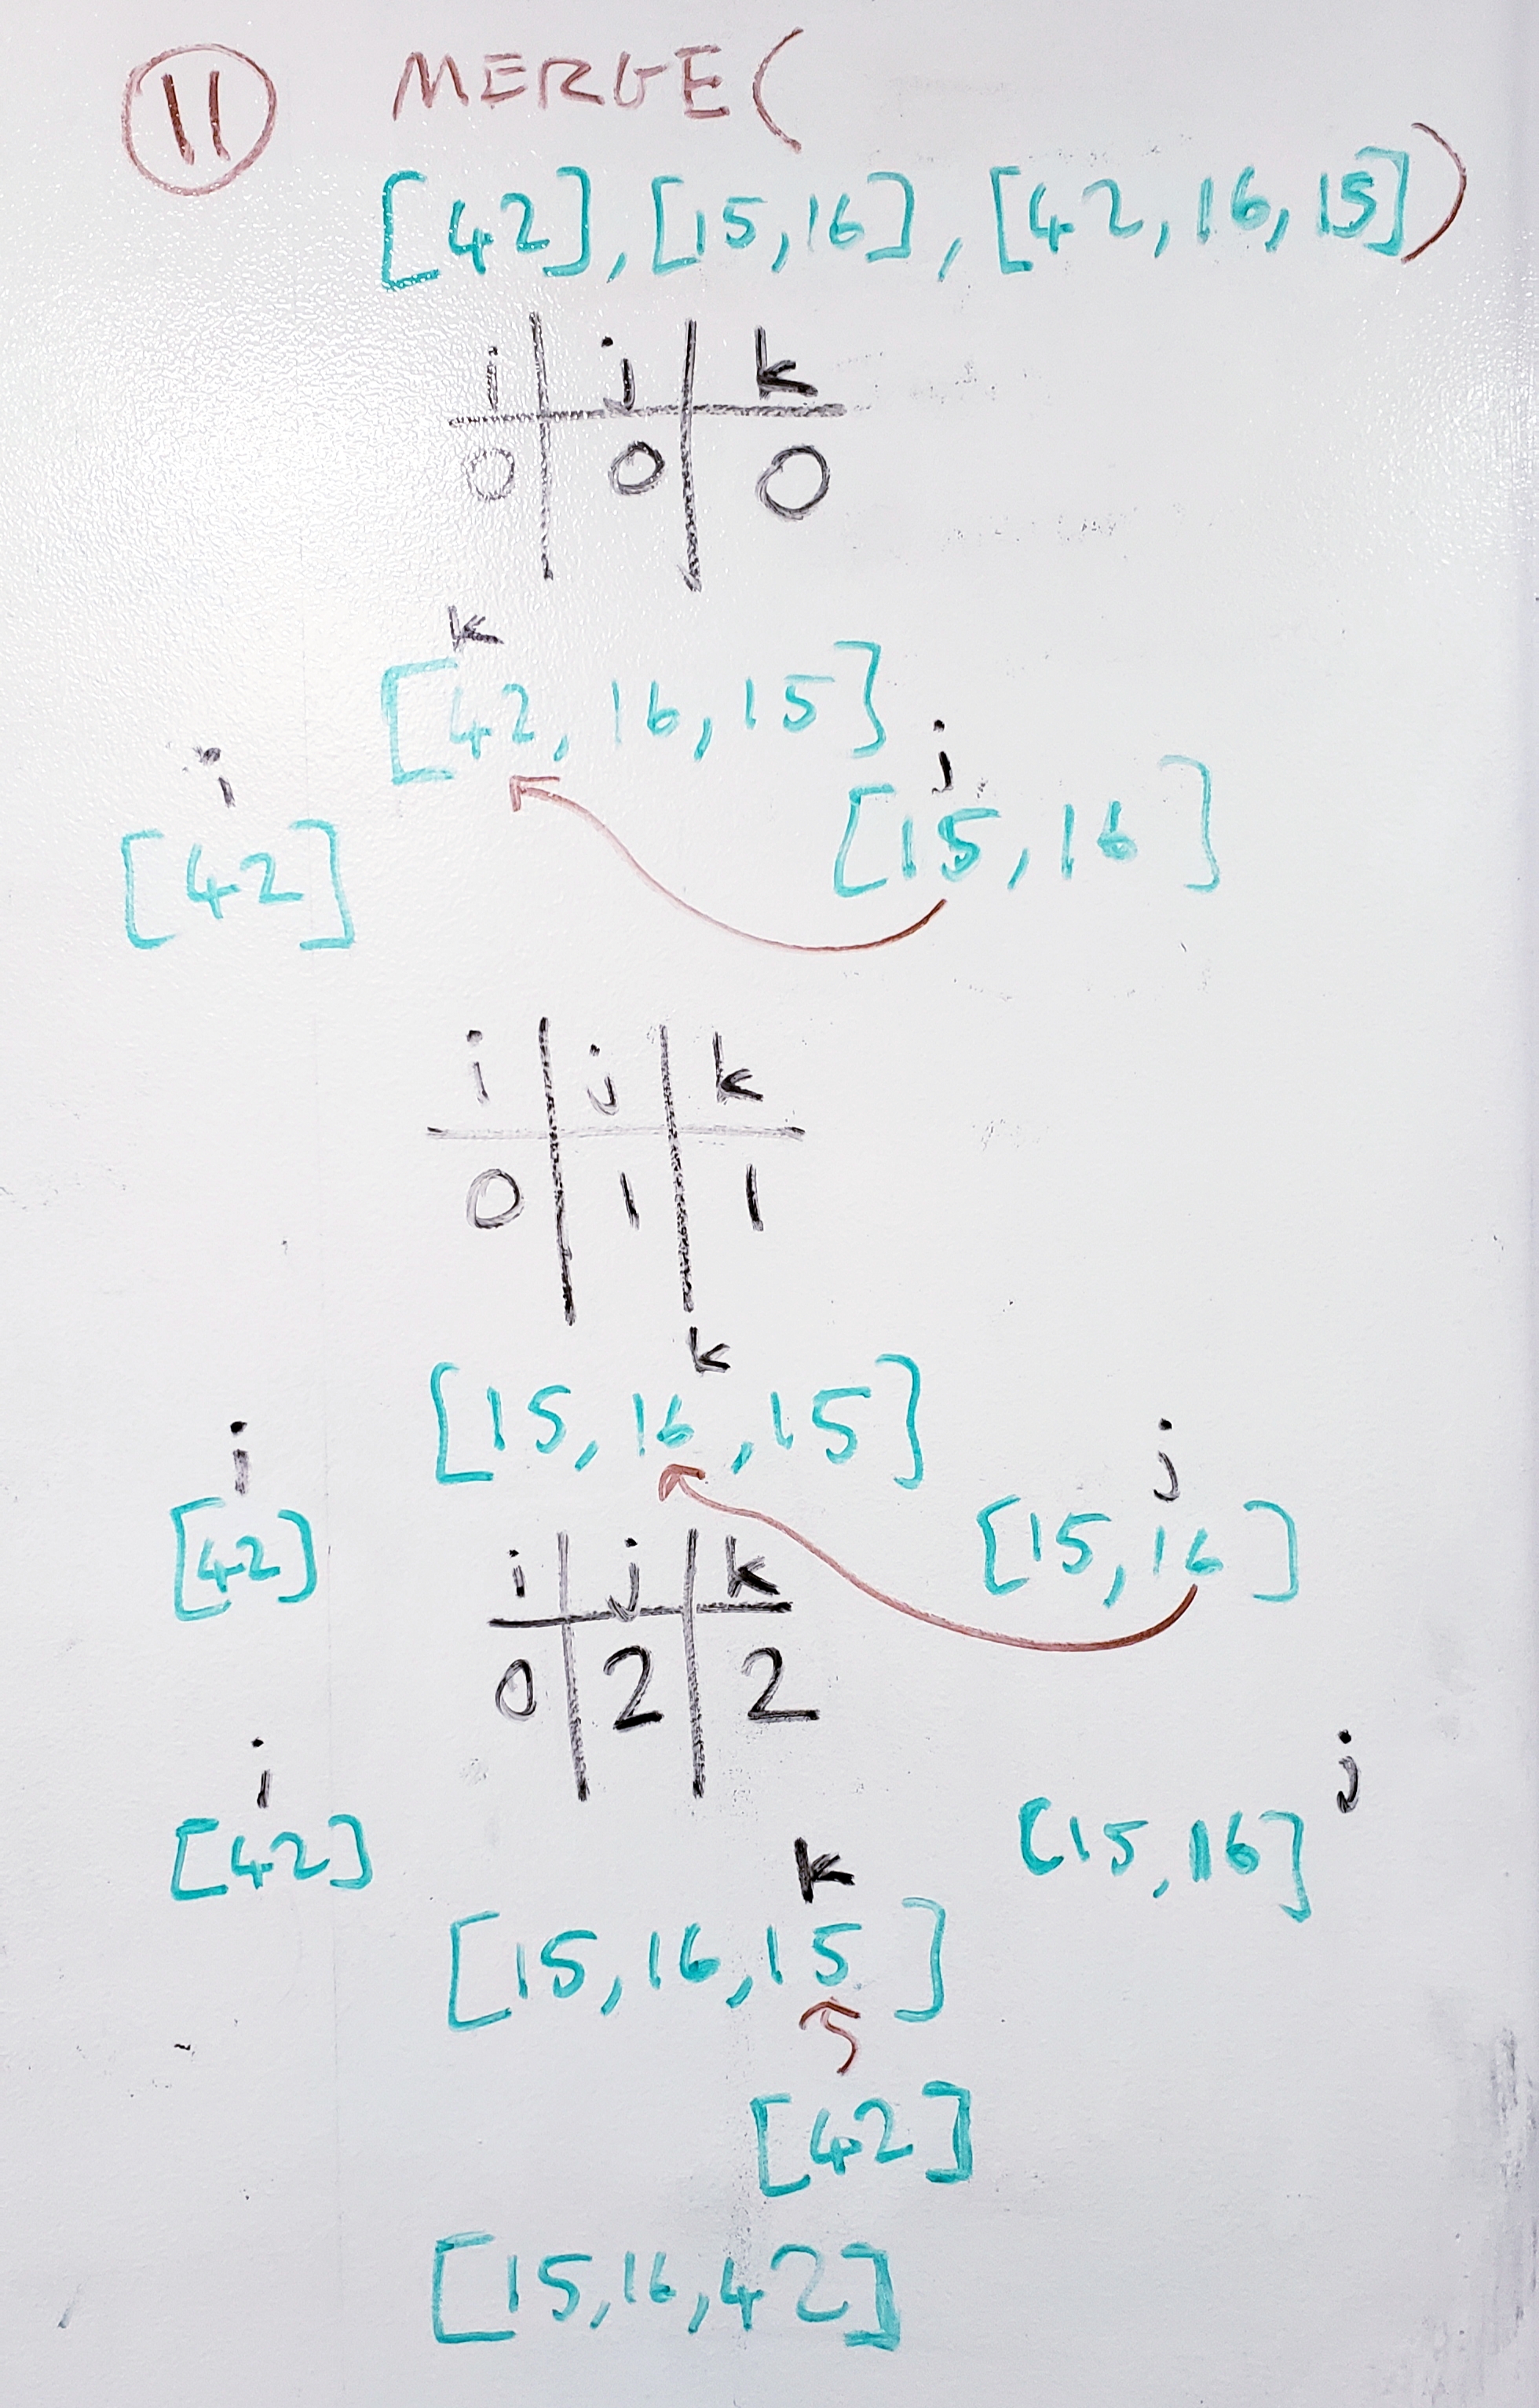 11 MERGE(
[42],[15,16],[42,16,15])
i j k
0 0 0
k
[42,16,15]
i j
[42] [15,16]
i j k
0 1 1
k
[15,16,15]
i j
[42] [15,16]
i j k
0 2 2
i j
[42] [15,16]
k
[15,16,15]
[42]
[15,16,42]